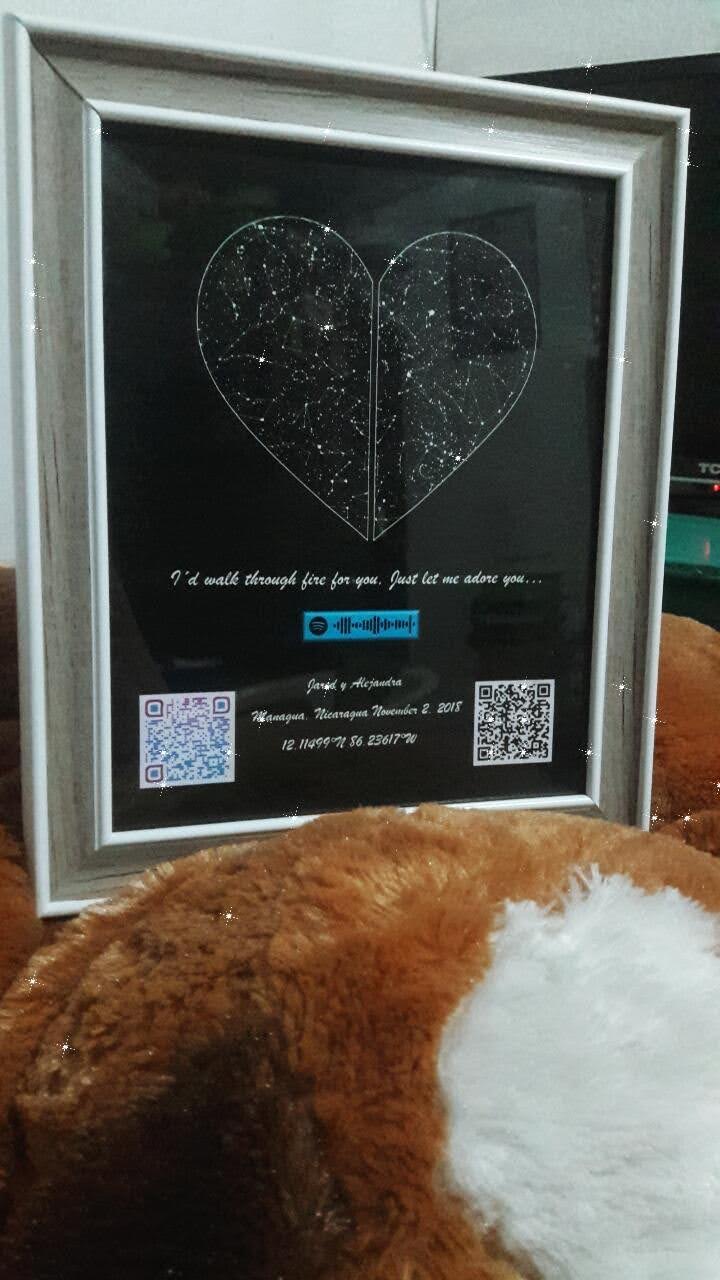 I'd walk through fire for you, Just let me adore you...
Jarid y Alejandra
Managua, Nicaragua November 2, 2018
12.11499°N 86.23617°W
TC